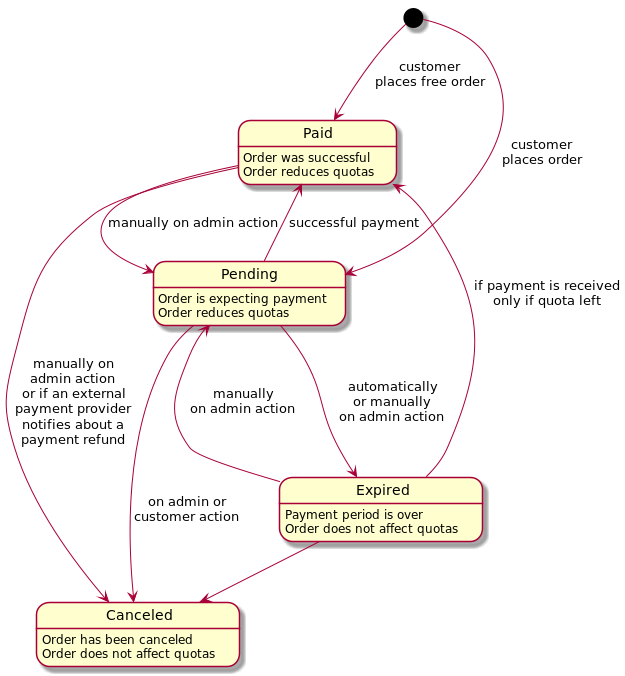 customer
places free order
customer
places order
Paid
Order was successful
Order reduces quotas
manually on admin action
successful payment
Pending
Order is expecting payment
Order reduces quotas
if payment is received
only if quota left
manually on
admin action
or if an external
payment provider
notifies about a
payment refund
manually
on admin action
automatically
or manually
on admin action
Expired
Payment period is over
Order does not affect quotas
on admin or
customer action
Canceled
Order has been canceled
Order does not affect quotas